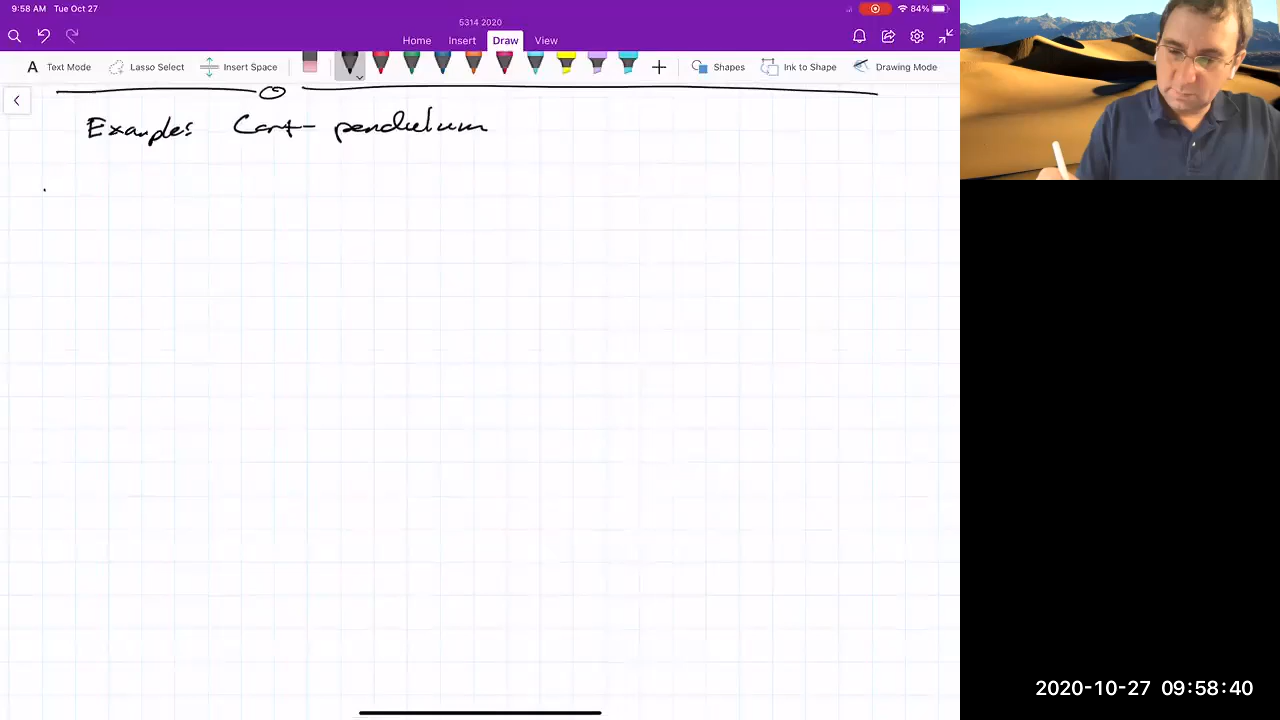 9:58 AM Tue Oct 27 84%
5314 2020
Home Insert Draw View
Text Mode Lasso Select Insert Space Shapes Ink to Shape Drawing Mode
Examples Cart-pendulum
2020-10-27 09:58:40